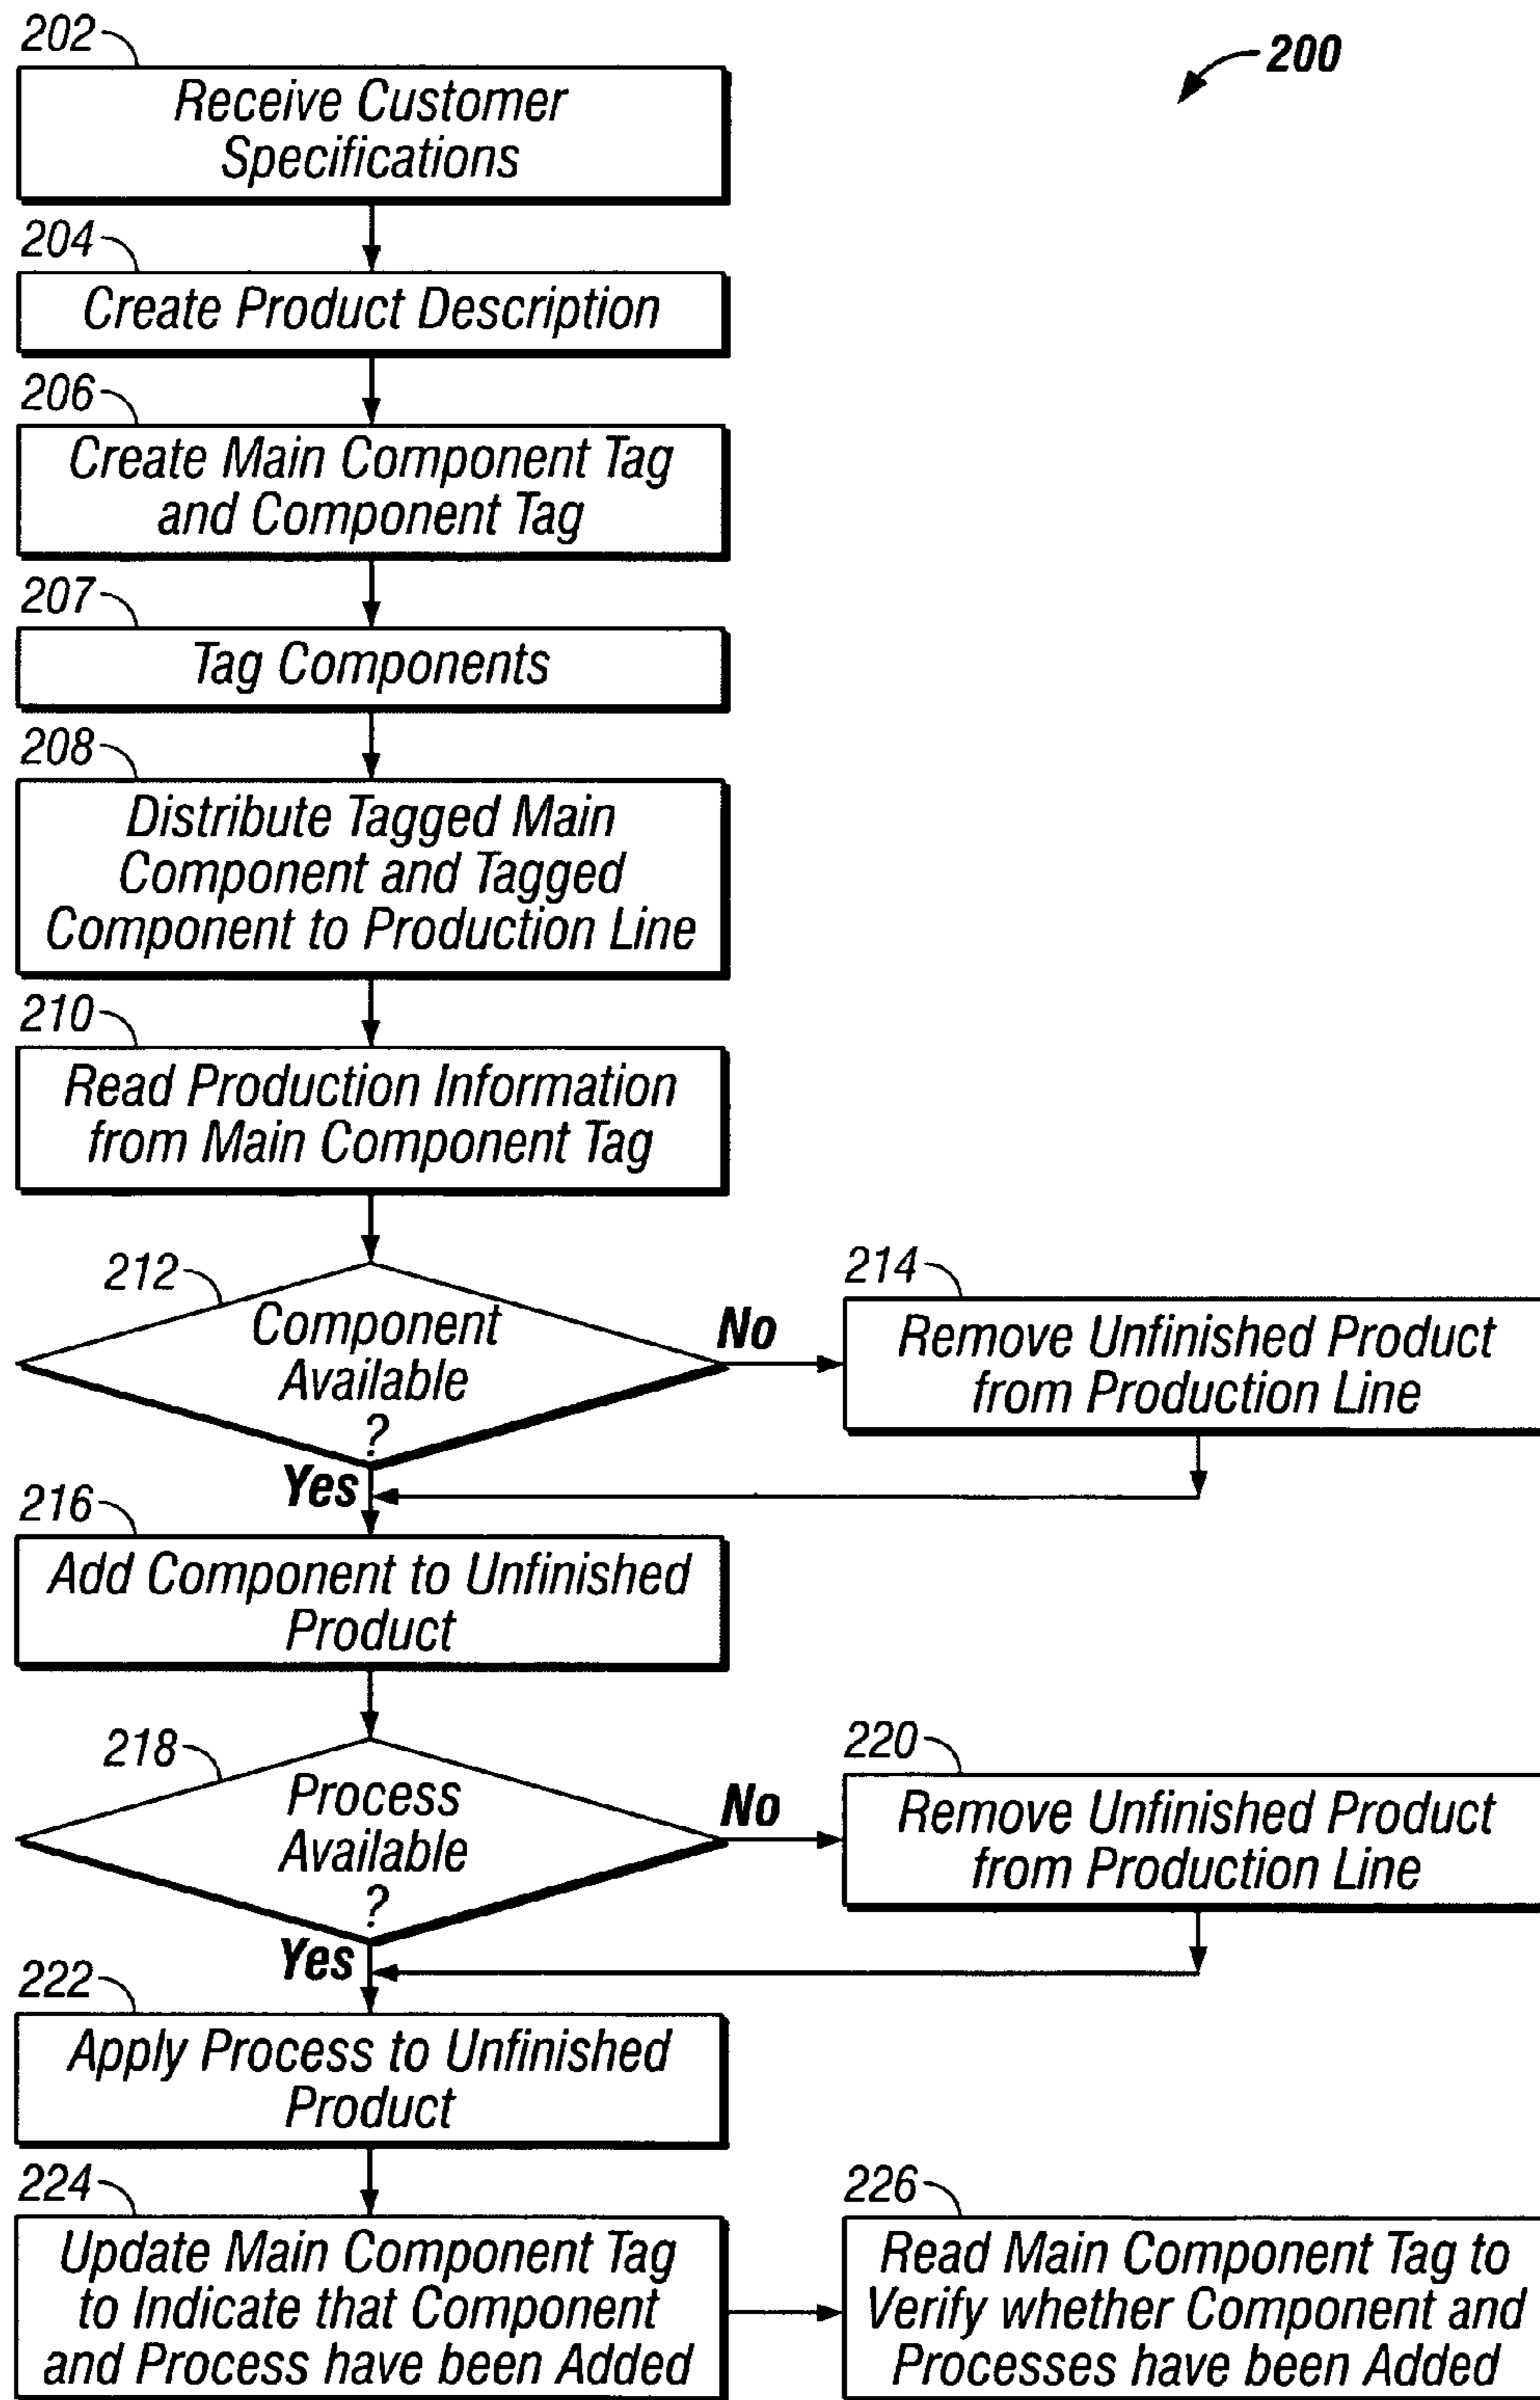 200
202
Receive Customer
Specifications
204
Create Product Description
206
Create Main Component Tag
and Component Tag
207
Tag Components
208
Distribute Tagged Main
Component and Tagged
Component to Production Line
210
Read Production Information
from Main Component Tag
212
Component
Available
?
No
Yes
214
Remove Unfinished Product
from Production Line
216
Add Component to Unfinished
Product
218
Process
Available
?
No
Yes
220
Remove Unfinished Product
from Production Line
222
Apply Process to Unfinished
Product
224
Update Main Component Tag
to Indicate that Component
and Process have been Added
226
Read Main Component Tag to
Verify whether Component and
Processes have been Added